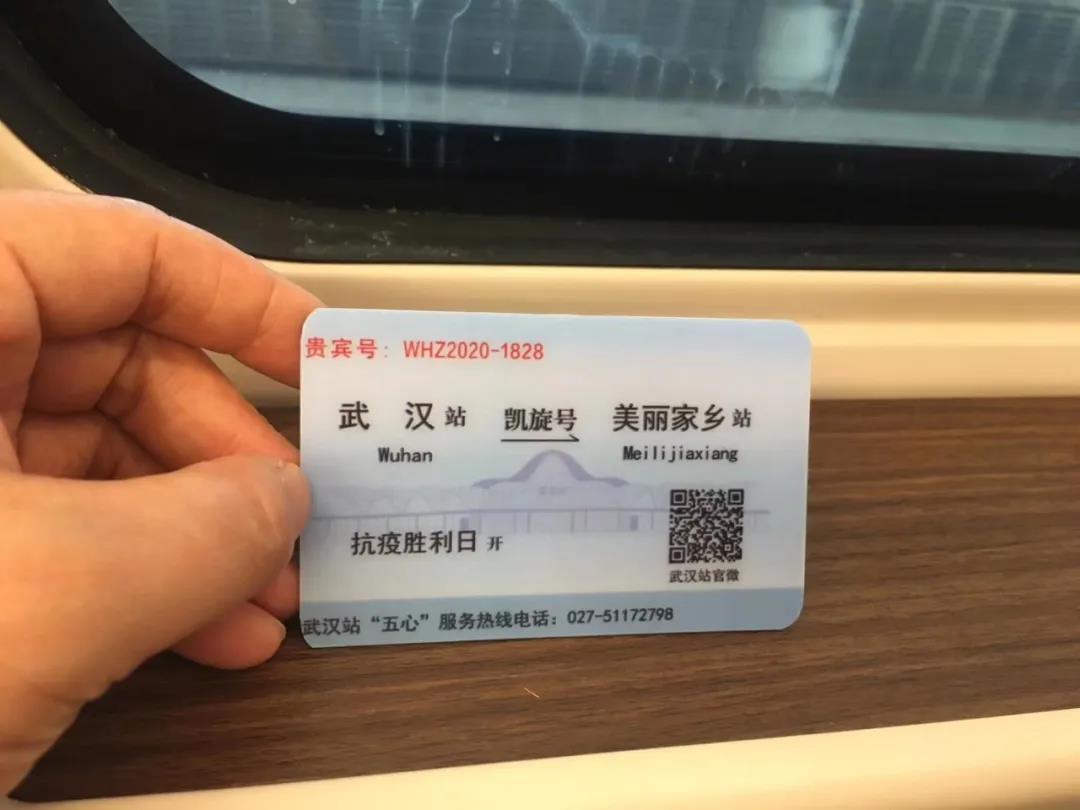 贵宾号: WHZ2020-1828
武 汉 站 凯旋号 美丽家乡 站
Wuhan Meilijiaxiang
抗疫胜利日 开
武汉站官微
武汉站“五心”服务热线电话: 027-51172798